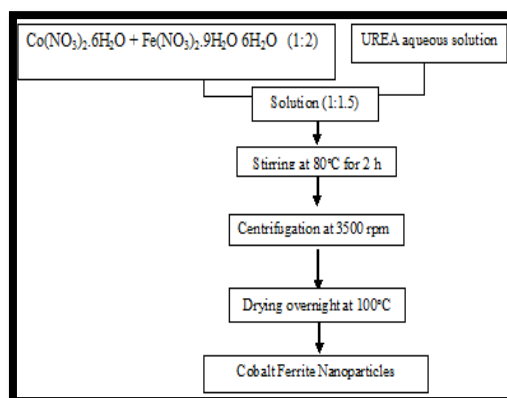 Co(NO₃)₂.6H₂O + Fe(NO₃)₂.9H₂O 6H₂O (1:2)
UREA aqueous solution
Solution (1:1.5)
Stirring at 80°C for 2 h
Centrifugation at 3500 rpm
Drying overnight at 100°C
Cobalt Ferrite Nanoparticles